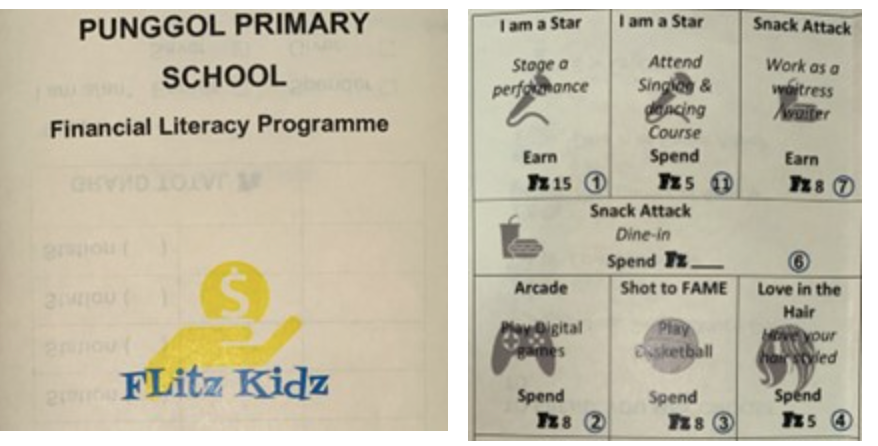 PUNGGOL PRIMARY
SCHOOL
Financial Literacy Programme
$
FLitz Kidz
I am a Star
Stage a
performance
Earn
Fz 15 1
I am a Star
Attend
Singing &
dancing
Course
Spend
Fz 5 11
Snack Attack
Work as a
waitress
/waiter
Earn
Fz 8 7
Snack Attack
Dine-in
Spend Fz ___ 6
Arcade
Play Digital
games
Spend
Fz 8 2
Shot to FAME
Play
Basketball
Spend
Fz 8 3
Love in the
Hair
Have your
hair styled
Spend
Fz 5 4